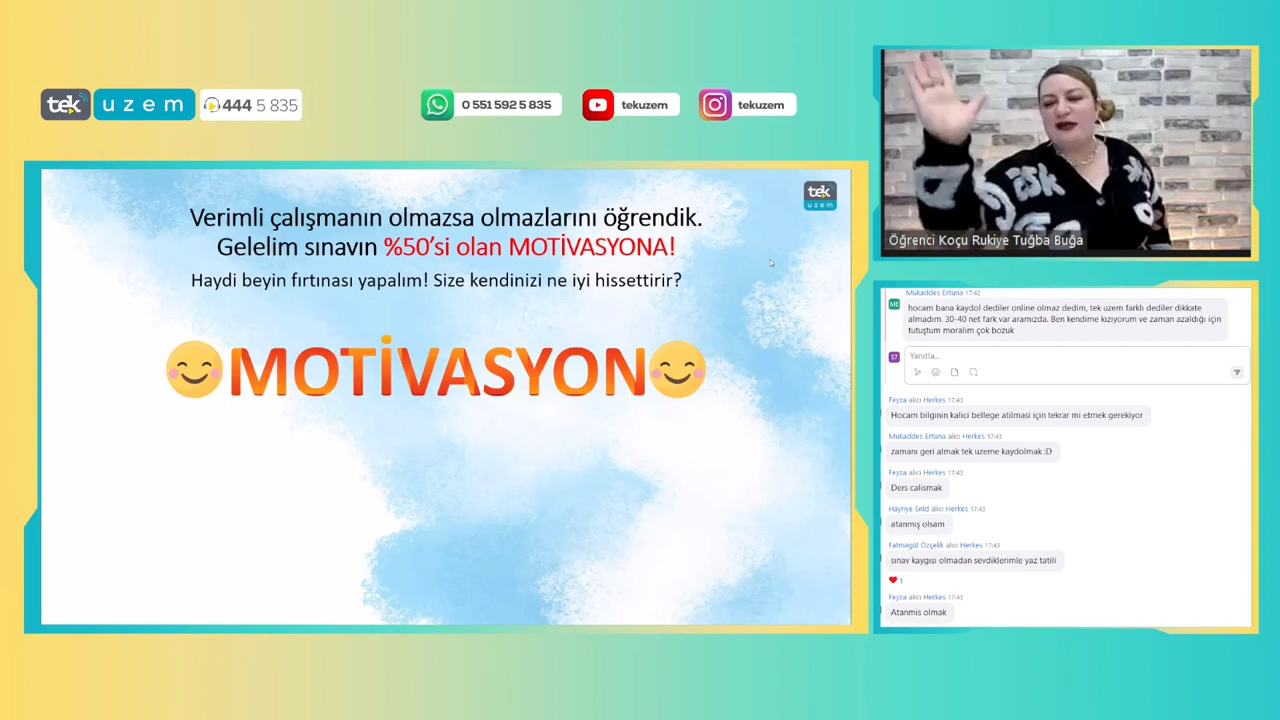 tek uzem 444 5 835
0 551 592 5 835
tekuzem
tekuzem
tek
uzem
Verimli çalışmanın olmazsa olmazlarını öğrendik.
Gelelim sınavın %50’si olan MOTİVASYONA!
Haydi beyin fırtınası yapalım! Size kendinizi ne iyi hissettirir?
MOTİVASYON
Öğrenci Koçu Rukiye Tuğba Buğa
Mukaddes Ertuna 17:42
ME
hocam bana kaydol dediler online olmaz dedim, tek uzem farklı dediler dikkate
almadım. 30-40 net fark var aramızda. Ben kendime kızıyorum ve zaman azaldığı için
tutuştum moralim çok bozuk
Yanıtla...
Feyza alıcı Herkes 17:43
Hocam bilginin kalici bellege atilmasi için tekrar mi etmek gerekiyor
Mukaddes Ertuna alıcı Herkes 17:43
zamanı geri almak tek uzeme kaydolmak :D
Feyza alıcı Herkes 17:43
Ders calismak
Hayriye Snld alıcı Herkes 17:43
atanmış olsam
Fatmagül Özçelik alıcı Herkes 17:43
sınav kaygısı olmadan sevdiklerimle yaz tatili
1
Feyza alıcı Herkes 17:43
Atanmis olmak